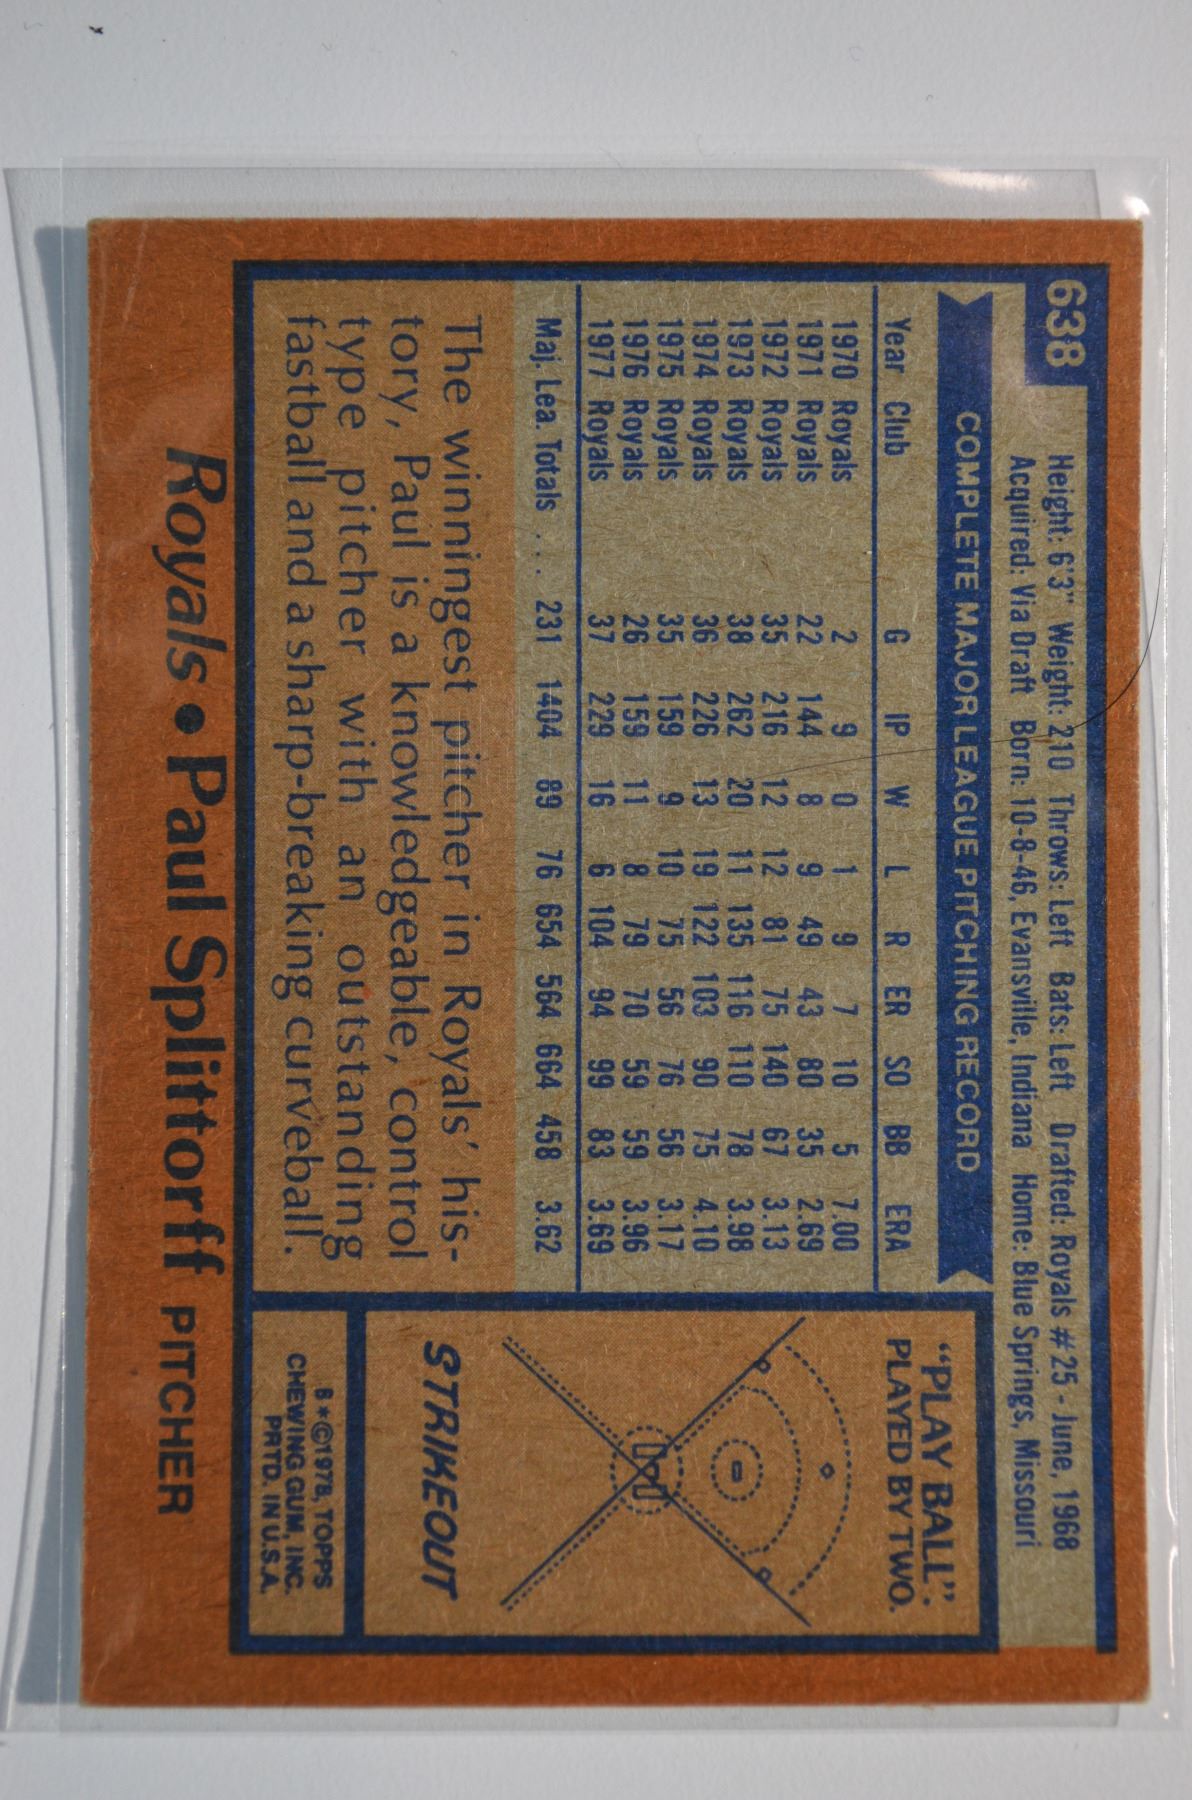 638
Height: 6'3" Weight: 210 Throws: Left Bats: Left Drafted: Royals #25 - June, 1968
Acquired: Via Draft Born: 10-8-46, Evansville, Indiana Home: Blue Springs, Missouri
COMPLETE MAJOR LEAGUE PITCHING RECORD
Year Club G IP W L R ER SO BB ERA
1970 Royals 2 9 0 1 9 7 10 5 7.00
1971 Royals 22 144 8 9 49 43 80 35 2.69
1972 Royals 35 216 12 12 81 75 140 67 3.13
1973 Royals 38 262 20 11 135 116 110 78 3.98
1974 Royals 36 226 13 19 122 103 90 75 4.10
1975 Royals 35 159 9 10 75 56 76 56 3.17
1976 Royals 26 159 11 8 79 70 59 59 3.96
1977 Royals 37 229 16 6 104 94 99 83 3.69
Maj. Lea. Totals . . . 231 1404 89 76 654 564 664 458 3.62
The winningest pitcher in Royals' his-
tory, Paul is a knowledgeable, control
type pitcher with an outstanding
fastball and a sharp-breaking curveball.
"PLAY BALL":
PLAYED BY TWO.
STRIKEOUT
8 *©1978, TOPPS
CHEWING GUM, INC.
PRTD. IN U.S.A.
Royals • Paul Splittorff PITCHER